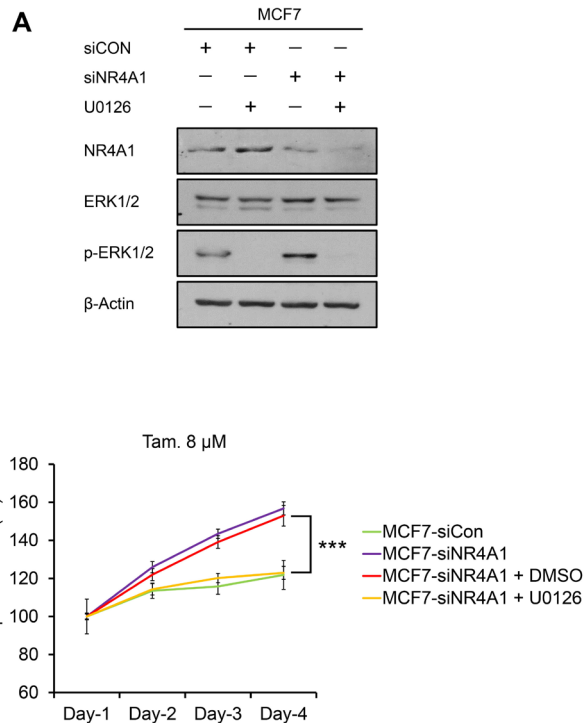 A
MCF7
siCON + + − −
siNR4A1 − − + +
U0126 − + − +
NR4A1
ERK1/2
p-ERK1/2
β-Actin
Tam. 8 µM
180
160
140
120
100
80
60
Day-1 Day-2 Day-3 Day-4
***
MCF7-siCon
MCF7-siNR4A1
MCF7-siNR4A1 + DMSO
MCF7-siNR4A1 + U0126